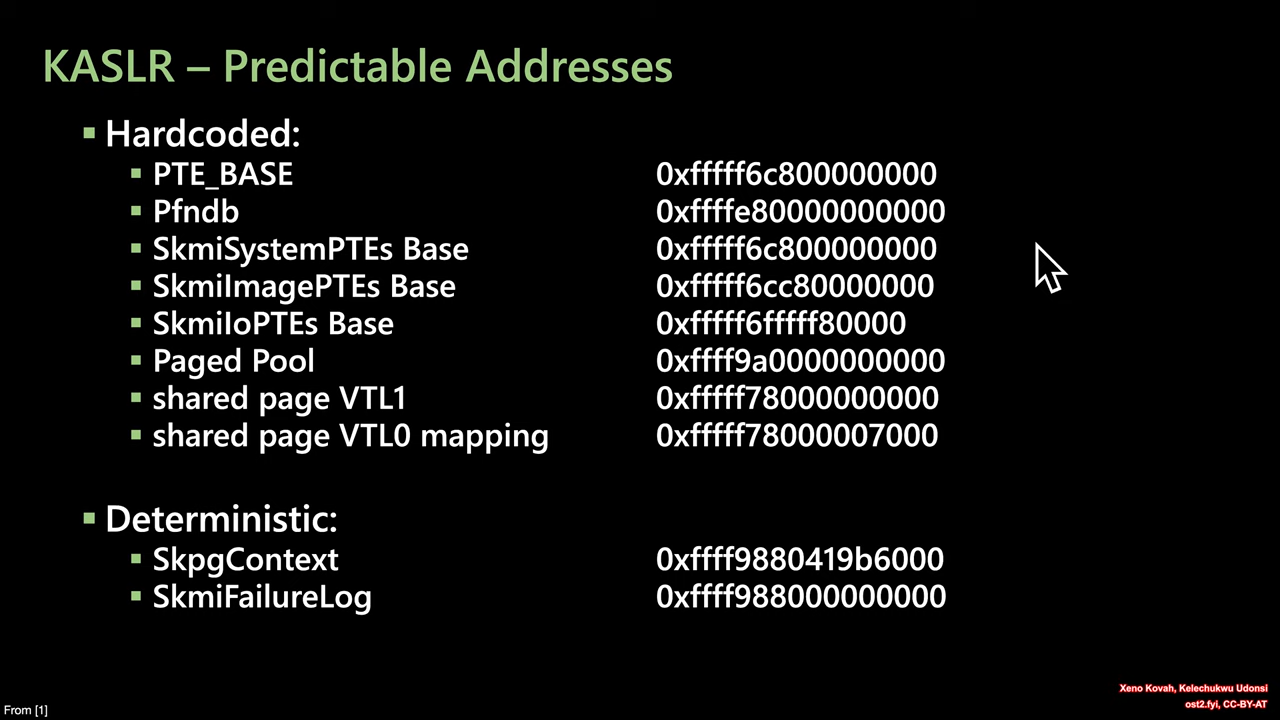 KASLR – Predictable Addresses
Hardcoded:
PTE_BASE 0xfffff6c800000000
Pfndb 0xffffe80000000000
SkmiSystemPTEs Base 0xfffff6c800000000
SkmiImagePTEs Base 0xfffff6cc80000000
SkmiIoPTEs Base 0xfffff6fffff80000
Paged Pool 0xffff9a0000000000
shared page VTL1 0xfffff78000000000
shared page VTL0 mapping 0xfffff78000007000
Deterministic:
SkpgContext 0xffff9880419b6000
SkmiFailureLog 0xffff988000000000
Xeno Kovah, Kelechukwu Udonsi
ost2.fyi, CC-BY-AT
From [1]